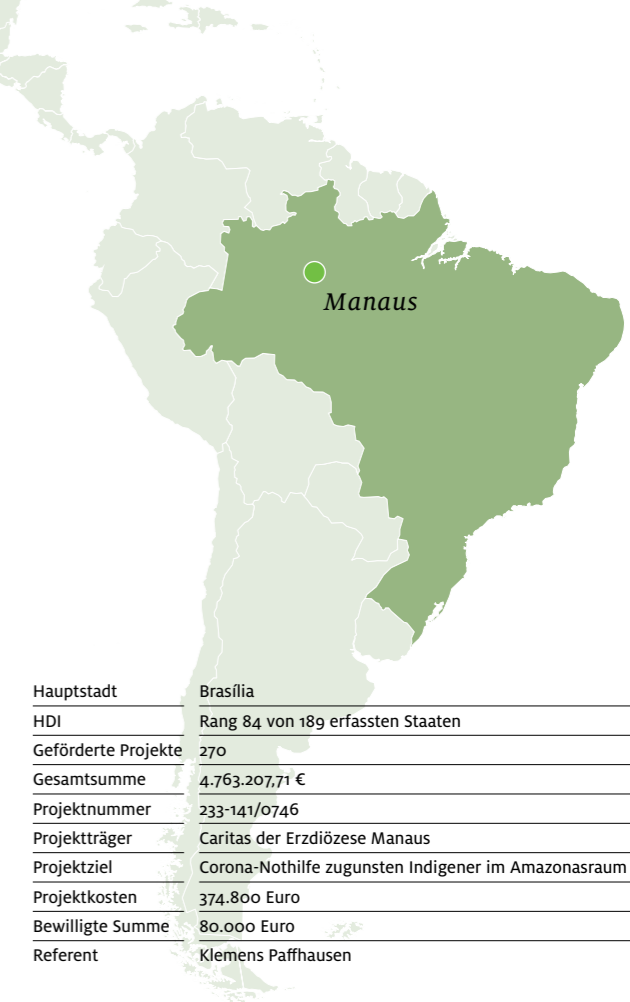 Manaus
Hauptstadt Brasília
HDI Rang 84 von 189 erfassten Staaten
Geförderte Projekte 270
Gesamtsumme 4.763.207,71 €
Projektnummer 233-141/0746
Projektträger Caritas der Erzdiözese Manaus
Projektziel Corona-Nothilfe zugunsten Indigener im Amazonasraum
Projektkosten 374.800 Euro
Bewilligte Summe 80.000 Euro
Referent Klemens Paffhausen